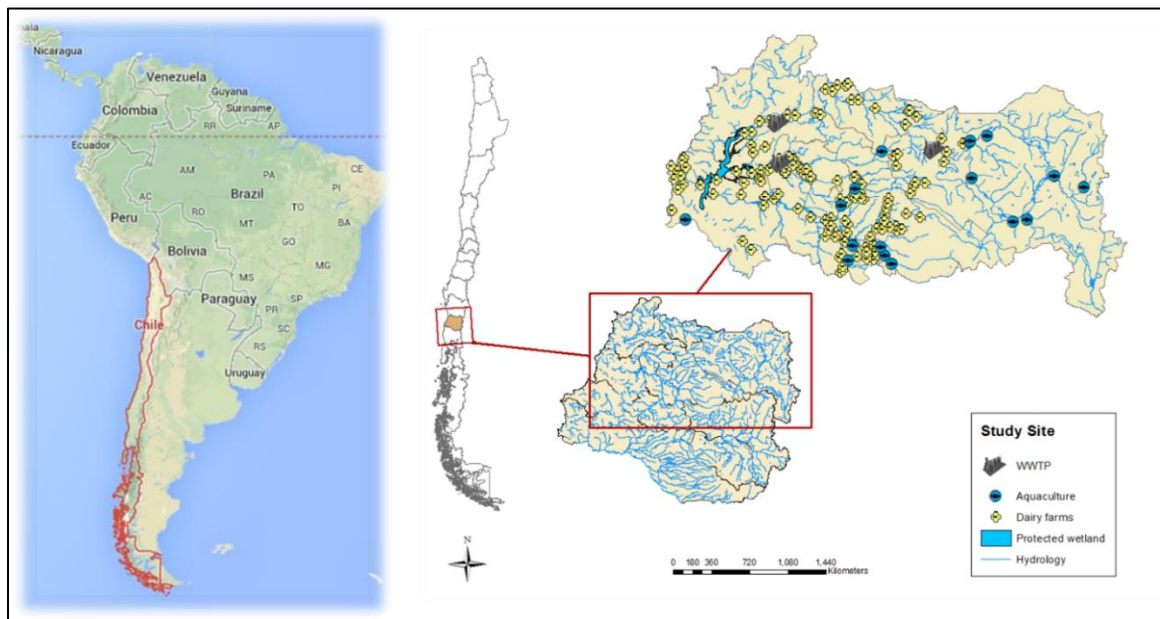 Nicaragua
Venezuela
Guyana
Suriname
Colombia
RR
AP
Ecuador
AM
PA
CE
AC
PI
RO
Brazil
TO
Peru
MT
BA
Bolivia
GO
MS
MG
Paraguay
SP
PR
SC
Chile
RS
Uruguay
N
0 180 360 720 1,080 1,440
Kilometers
Study Site
WWTP
Aquaculture
Dairy farms
Protected wetland
Hydrology